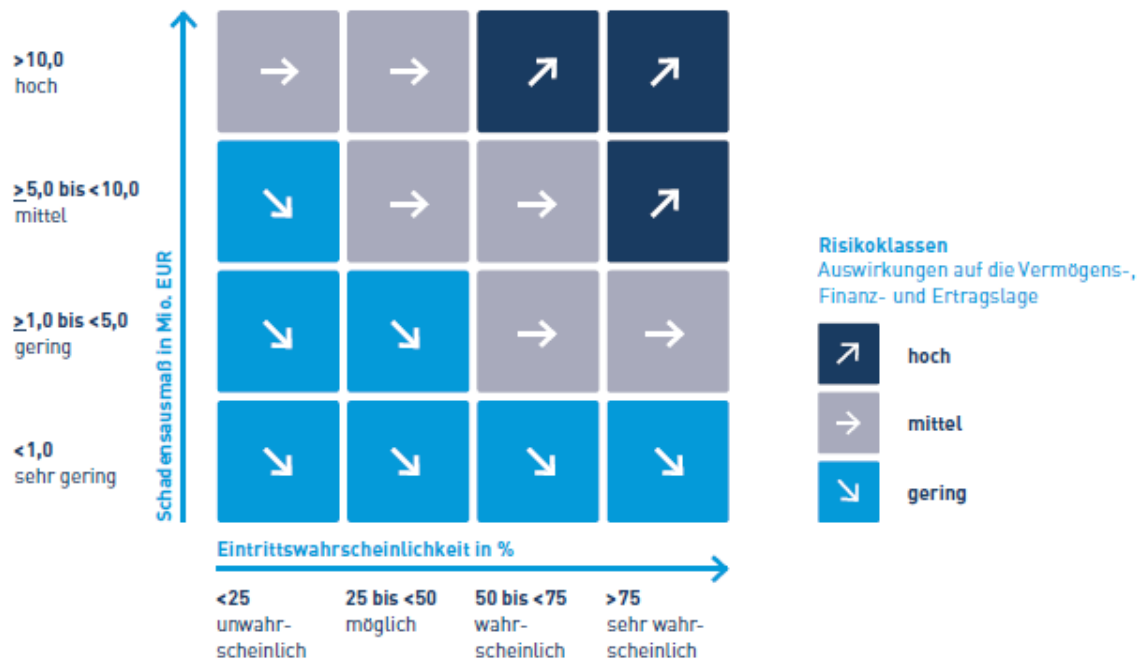 >10,0
hoch
≥5,0 bis <10,0
mittel
≥1,0 bis <5,0
gering
<1,0
sehr gering
Schadensausmaß in Mio. EUR
Eintrittswahrscheinlichkeit in %
<25
unwahr-
scheinlich
25 bis <50
möglich
50 bis <75
wahr-
scheinlich
>75
sehr wahr-
scheinlich
Risikoklassen
Auswirkungen auf die Vermögens-,
Finanz- und Ertragslage
hoch
mittel
gering